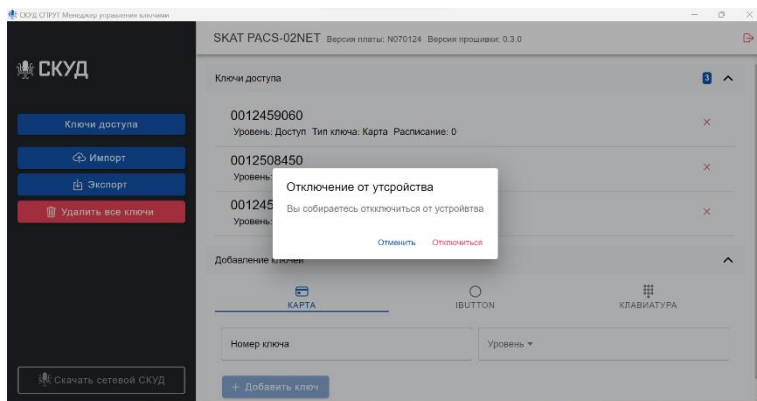 СКУД СПРУТ Менеджер управления ключами
SKAT PACS-02NET Версия платы: N070124 Версия прошивки: 0.3.0
СКУД
Ключи доступа
Импорт
Экспорт
Удалить все ключи
Скачать сетевой СКУД
Ключи доступа 3
0012459060
Уровень: Доступ Тип ключа: Карта Расписание: 0
0012508450
Уровень:
001245
Уровень:
Отключение от утсройства
Вы собираетесь откключиться от устройвтва
Отменить Отключиться
Добавление ключей
КАРТА IBUTTON КЛАВИАТУРА
Номер ключа Уровень
+ Добавить ключ